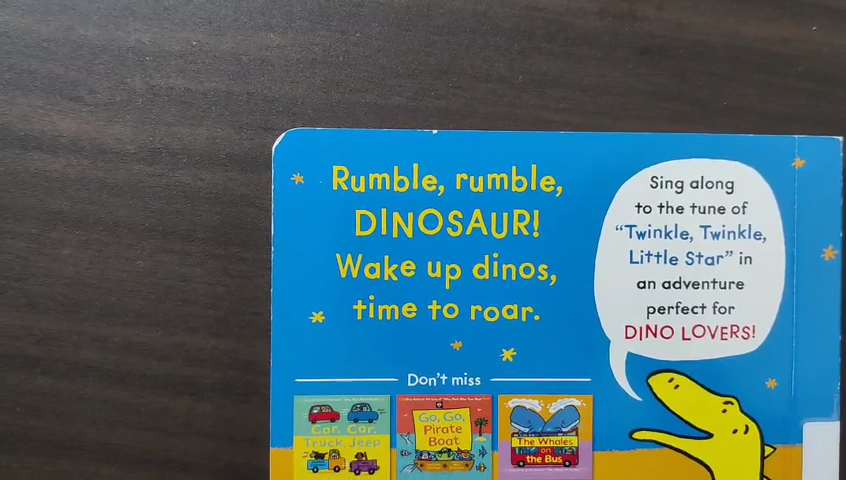 Rumble, rumble,
DINOSAUR!
Wake up dinos,
time to roar.
Sing along
to the tune of
“Twinkle, Twinkle,
Little Star” in
an adventure
perfect for
DINO LOVERS!
Don't miss
Car, Car,
Truck, Jeep
Go, Go,
Pirate
Boat
The Whales
on
the Bus